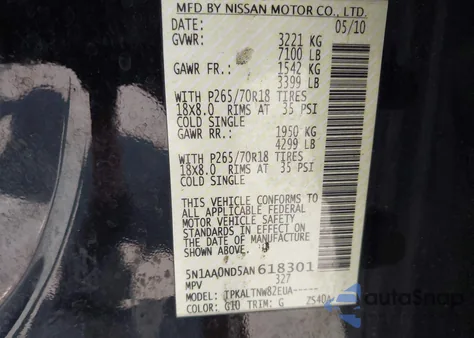 MFD BY NISSAN MOTOR CO., LTD.
DATE: 05/10
GVWR: 3221 KG
7100 LB
GAWR FR.: 1542 KG
3399 LB
WITH P265/70R18 TIRES
18X8.0 RIMS AT 35 PSI
COLD SINGLE
GAWR RR.: 1950 KG
4299 LB
WITH P265/70R18 TIRES
18X8.0 RIMS AT 35 PSI
COLD SINGLE
THIS VEHICLE CONFORMS TO
ALL APPLICABLE FEDERAL
MOTOR VEHICLE SAFETY
STANDARDS IN EFFECT ON
THE DATE OF MANUFACTURE
SHOWN ABOVE.
5N1AA0ND5AN618301
MPV 327
MODEL: TPKALTNW82EUA-----
COLOR: G10 TRIM: G ZS40A
AutoSnap